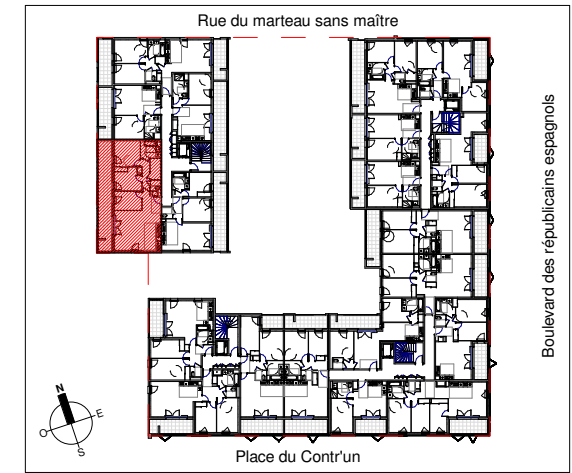 Rue du marteau sans maître
Boulevard des républicains espagnols
N
E
O
S
Place du Contr'un